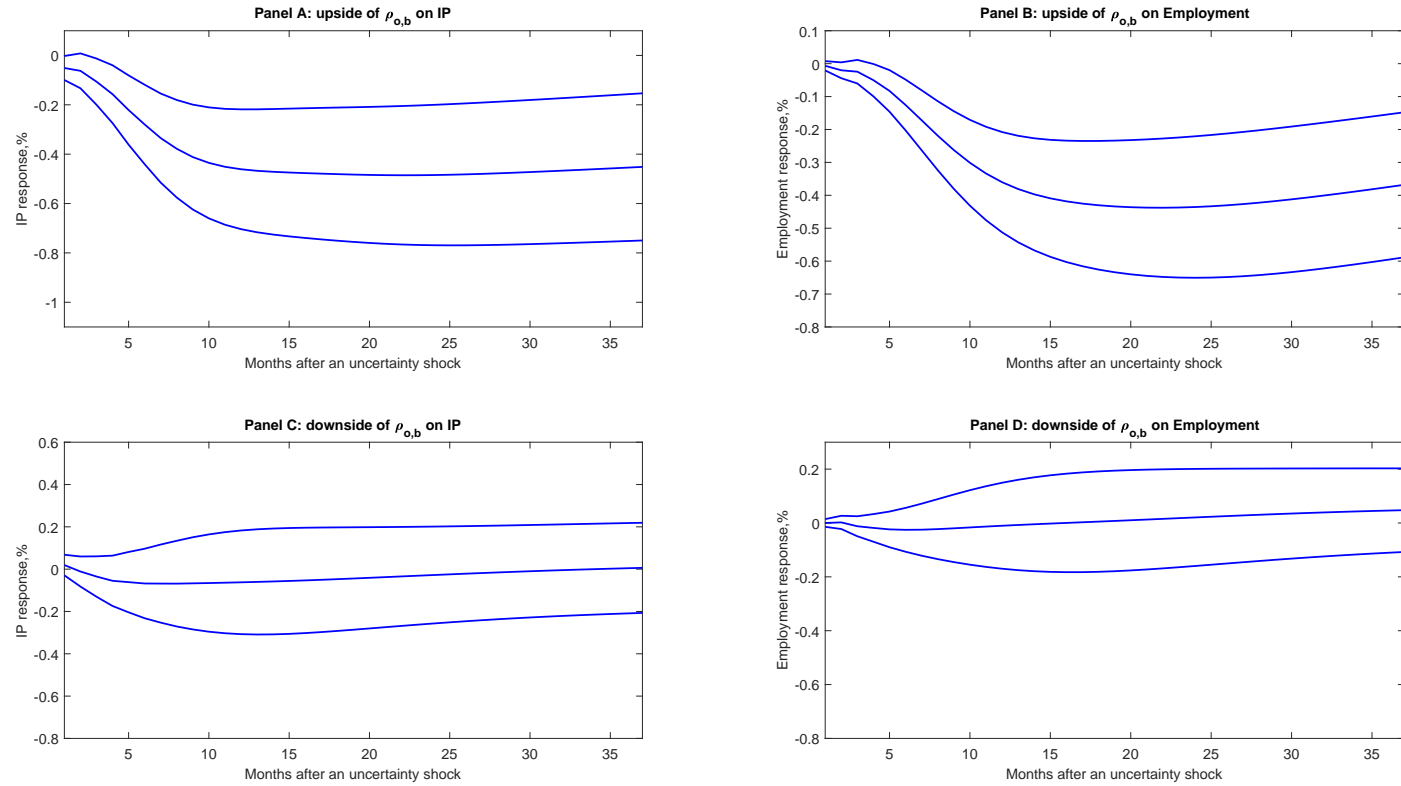 Panel A: upside of ρo,b on IP
0
-0.2
-0.4
-0.6
-0.8
-1
IP response,%
5 10 15 20 25 30 35
Months after an uncertainty shock
Panel B: upside of ρo,b on Employment
0.1
0
-0.1
-0.2
-0.3
-0.4
-0.5
-0.6
-0.7
-0.8
Employment response,%
5 10 15 20 25 30 35
Months after an uncertainty shock
Panel C: downside of ρo,b on IP
0.6
0.4
0.2
0
-0.2
-0.4
-0.6
-0.8
IP response,%
5 10 15 20 25 30 35
Months after an uncertainty shock
Panel D: downside of ρo,b on Employment
0.2
0
-0.2
-0.4
-0.6
-0.8
Employment response,%
5 10 15 20 25 30 35
Months after an uncertainty shock